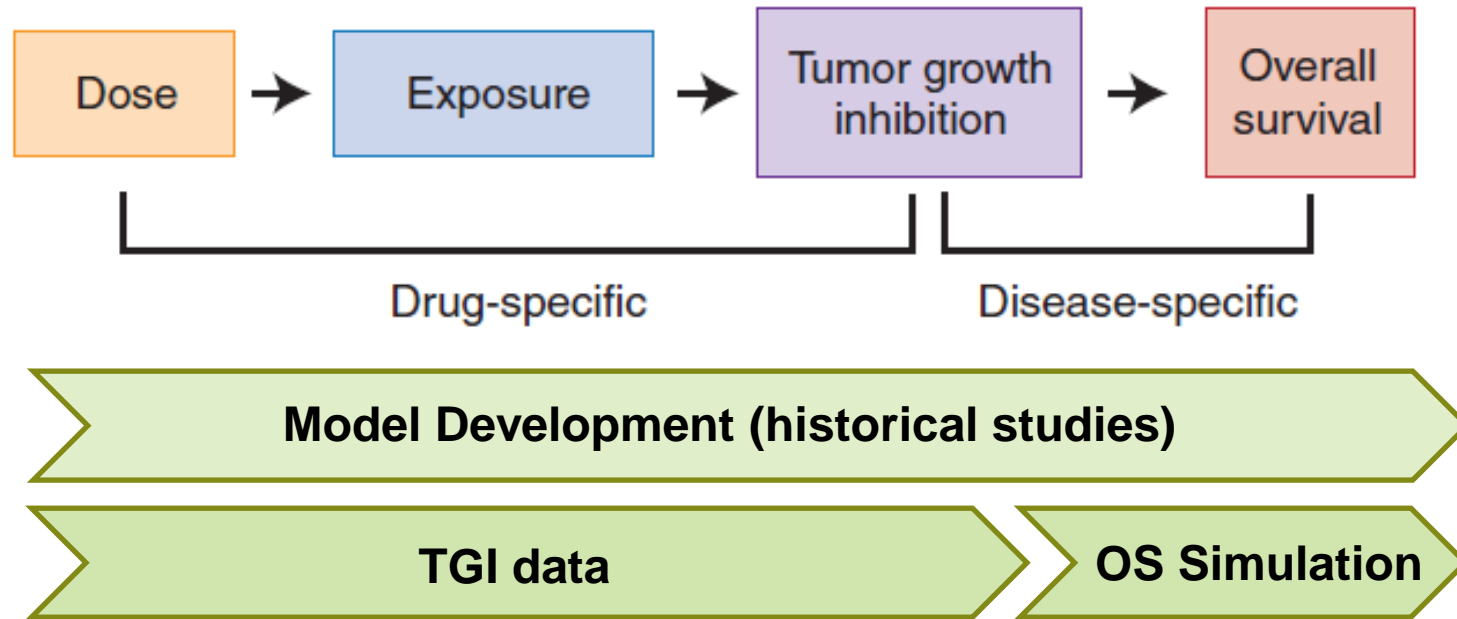 Dose
Exposure
Tumor growth
inhibition
Overall
survival
Drug-specific
Disease-specific
Model Development (historical studies)
TGI data
OS Simulation